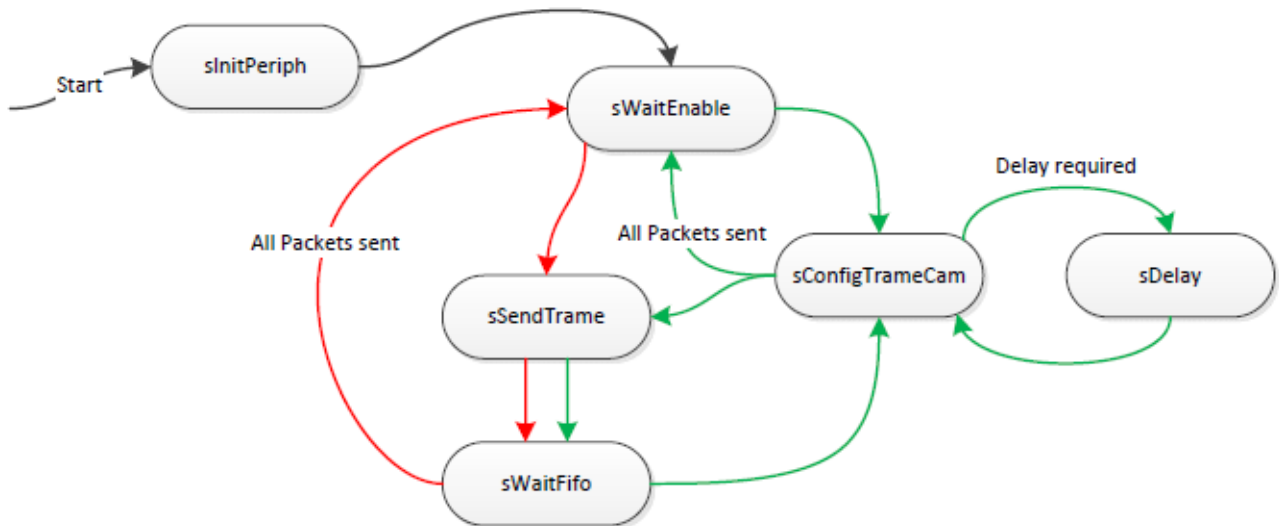 Start
sInitPeriph
sWaitEnable
Delay required
All Packets sent
All Packets sent
sConfigTrameCam
sDelay
sSendTrame
sWaitFifo